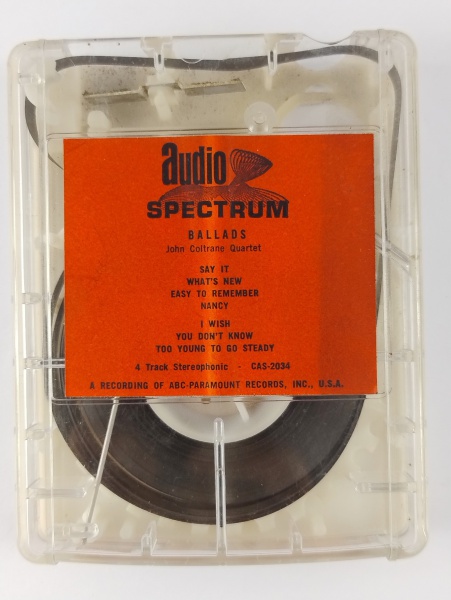 audio
SPECTRUM
BALLADS
John Coltrane Quartet
SAY IT
WHAT'S NEW
EASY TO REMEMBER
NANCY
I WISH
YOU DON'T KNOW
TOO YOUNG TO GO STEADY
4 Track Stereophonic - CAS-2034
A RECORDING OF ABC-PARAMOUNT RECORDS, INC., U.S.A.